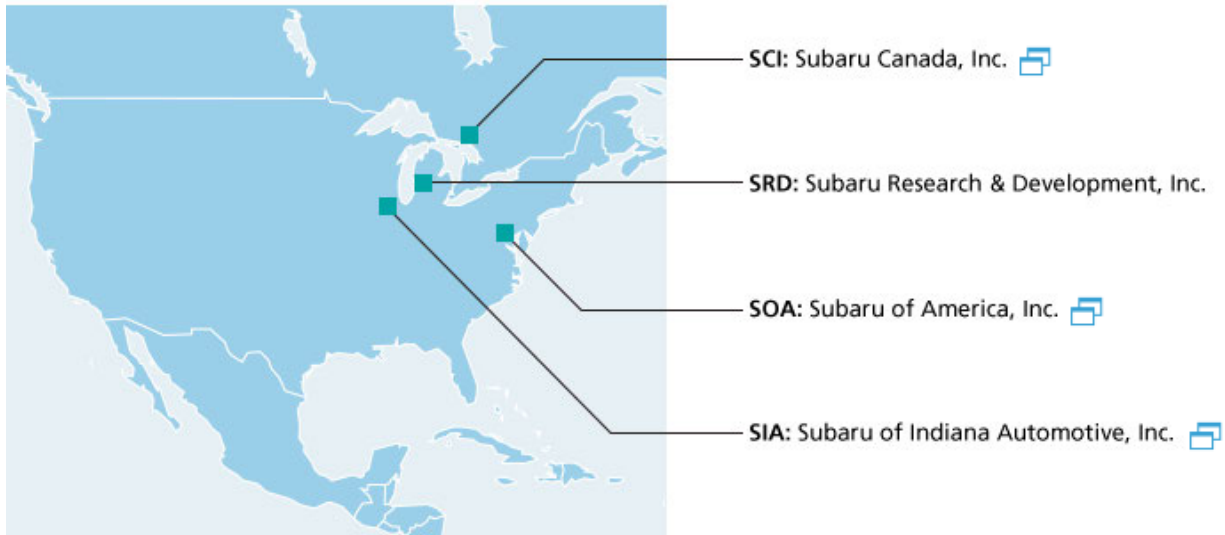 SCI: Subaru Canada, Inc.
SRD: Subaru Research & Development, Inc.
SOA: Subaru of America, Inc.
SIA: Subaru of Indiana Automotive, Inc.